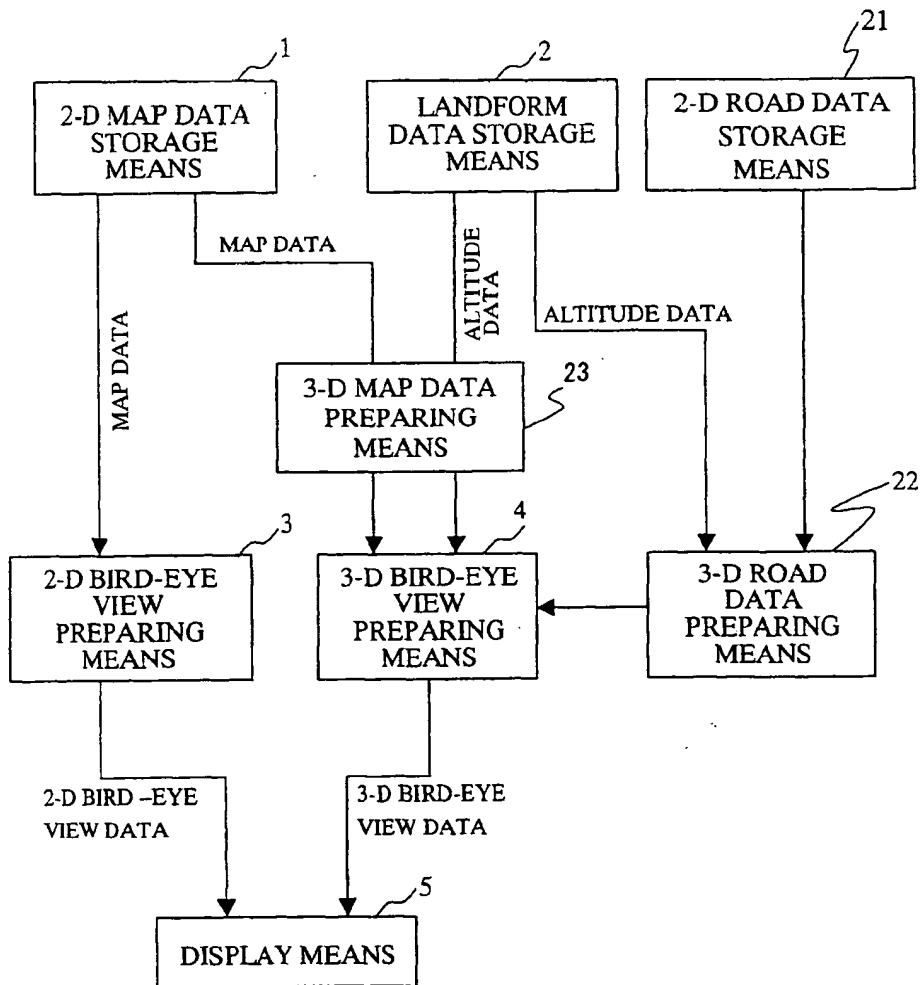 1
2
21
2-D MAP DATA
STORAGE
MEANS
LANDFORM
DATA STORAGE
MEANS
2-D ROAD DATA
STORAGE
MEANS
MAP DATA
MAP DATA
ALTITUDE
DATA
ALTITUDE DATA
23
3-D MAP DATA
PREPARING
MEANS
3
4
22
2-D BIRD-EYE
VIEW
PREPARING
MEANS
3-D BIRD-EYE
VIEW
PREPARING
MEANS
3-D ROAD
DATA
PREPARING
MEANS
2-D BIRD –EYE
VIEW DATA
3-D BIRD-EYE
VIEW DATA
5
DISPLAY MEANS